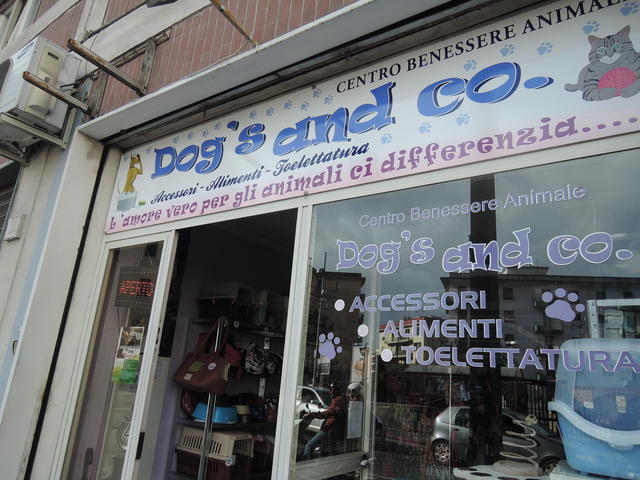 CENTRO BENESSERE ANIMALE
Dog's and co.
Accessori - Alimenti - Toelettatura
L'amore vero per gli animali ci differenzia.....
APERTO
Centro Benessere Animale
Dog's and co.
ACCESSORI
ALIMENTI
TOELETTATURA